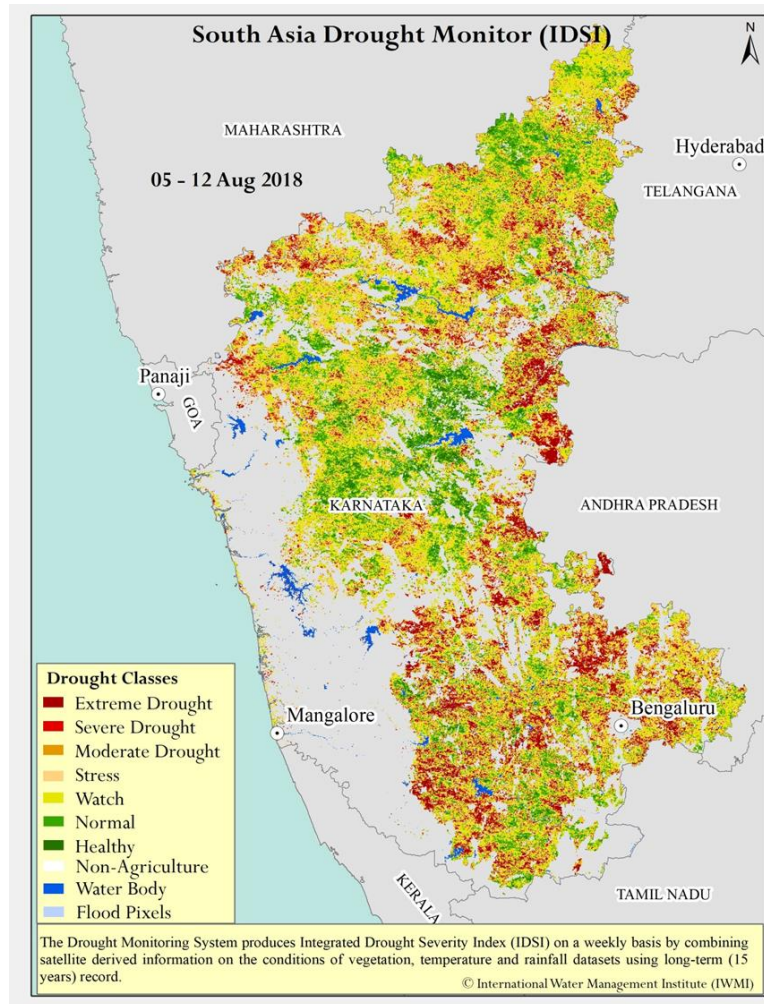 South Asia Drought Monitor (IDSI)
N
MAHARASHTRA
Hyderabad
05 - 12 Aug 2018
TELANGANA
Panaji
GOA
KARNATAKA
ANDHRA PRADESH
Drought Classes
Extreme Drought
Severe Drought
Moderate Drought
Stress
Watch
Normal
Healthy
Non-Agriculture
Water Body
Flood Pixels
Mangalore
Bengaluru
KERALA
TAMIL NADU
The Drought Monitoring System produces Integrated Drought Severity Index (IDSI) on a weekly basis by combining
satellite derived information on the conditions of vegetation, temperature and rainfall datasets using long-term (15
years) record.
© International Water Management Institute (IWMI)